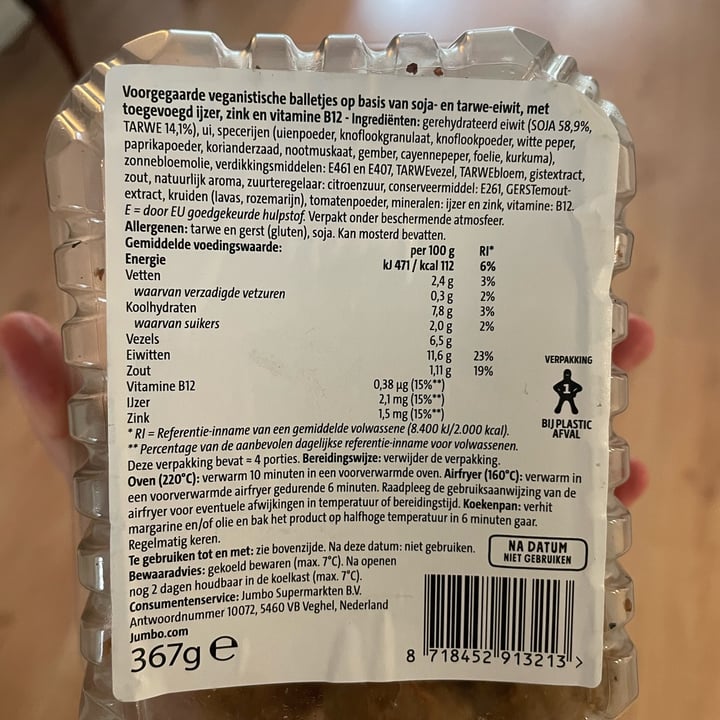 Voorgegaarde veganistische balletjes op basis van soja- en tarwe-eiwit, met
toegevoegd ijzer, zink en vitamine B12 - Ingrediënten: gerehydrateerd eiwit (SOJA 58,9%,
TARWE 14,1%), ui, specerijen (uienpoeder, knoflookgranulaat, knoflookpoeder, witte peper,
paprikapoeder, korianderzaad, nootmuskaat, gember, cayennepeper, foelie, kurkuma),
zonnebloemolie, verdikkingsmiddelen: E461 en E407, TARWEvezel, TARWEbloem, gistextract,
zout, natuurlijk aroma, zuurteregelaar: citroenzuur, conserveermiddel: E261, GERSTemout-
extract, kruiden (lavas, rozemarijn), tomatenpoeder, mineralen: ijzer en zink, vitamine: B12.
E = door EU goedgekeurde hulpstof. Verpakt onder beschermende atmosfeer.
Allergenen: tarwe en gerst (gluten), soja. Kan mosterd bevatten.
Gemiddelde voedingswaarde: per 100 g RI*
Energie kJ 471 / kcal 112 6%
Vetten 2,4 g 3%
waarvan verzadigde vetzuren 0,3 g 2%
Koolhydraten 7,8 g 3%
waarvan suikers 2,0 g 2%
Vezels 6,5 g
Eiwitten 11,6 g 23%
Zout 1,11 g 19%
Vitamine B12 0,38 µg (15%**)
IJzer 2,1 mg (15%**)
Zink 1,5 mg (15%**)
VERPAKKING
1
BIJ PLASTIC
AFVAL
* RI = Referentie-inname van een gemiddelde volwassene (8.400 kJ/2.000 kcal).
** Percentage van de aanbevolen dagelijkse referentie-inname voor volwassenen.
Deze verpakking bevat ≈ 4 porties. Bereidingswijze: verwijder de verpakking.
Oven (220°C): verwarm 10 minuten in een voorverwarmde oven. Airfryer (160°C): verwarm in
een voorverwarmde airfryer gedurende 6 minuten. Raadpleeg de gebruiksaanwijzing van de
airfryer voor eventuele afwijkingen in temperatuur of bereidingstijd. Koekenpan: verhit
margarine en/of olie en bak het product op halfhoge temperatuur in 6 minuten gaar.
Regelmatig keren.
Te gebruiken tot en met: zie bovenzijde. Na deze datum: niet gebruiken.
Bewaaradvies: gekoeld bewaren (max. 7°C). Na openen
nog 2 dagen houdbaar in de koelkast (max. 7°C).
Consumentenservice: Jumbo Supermarkten B.V.
Antwoordnummer 10072, 5460 VB Veghel, Nederland
Jumbo.com
367g e
NA DATUM
NIET GEBRUIKEN
8 718452 913213 >